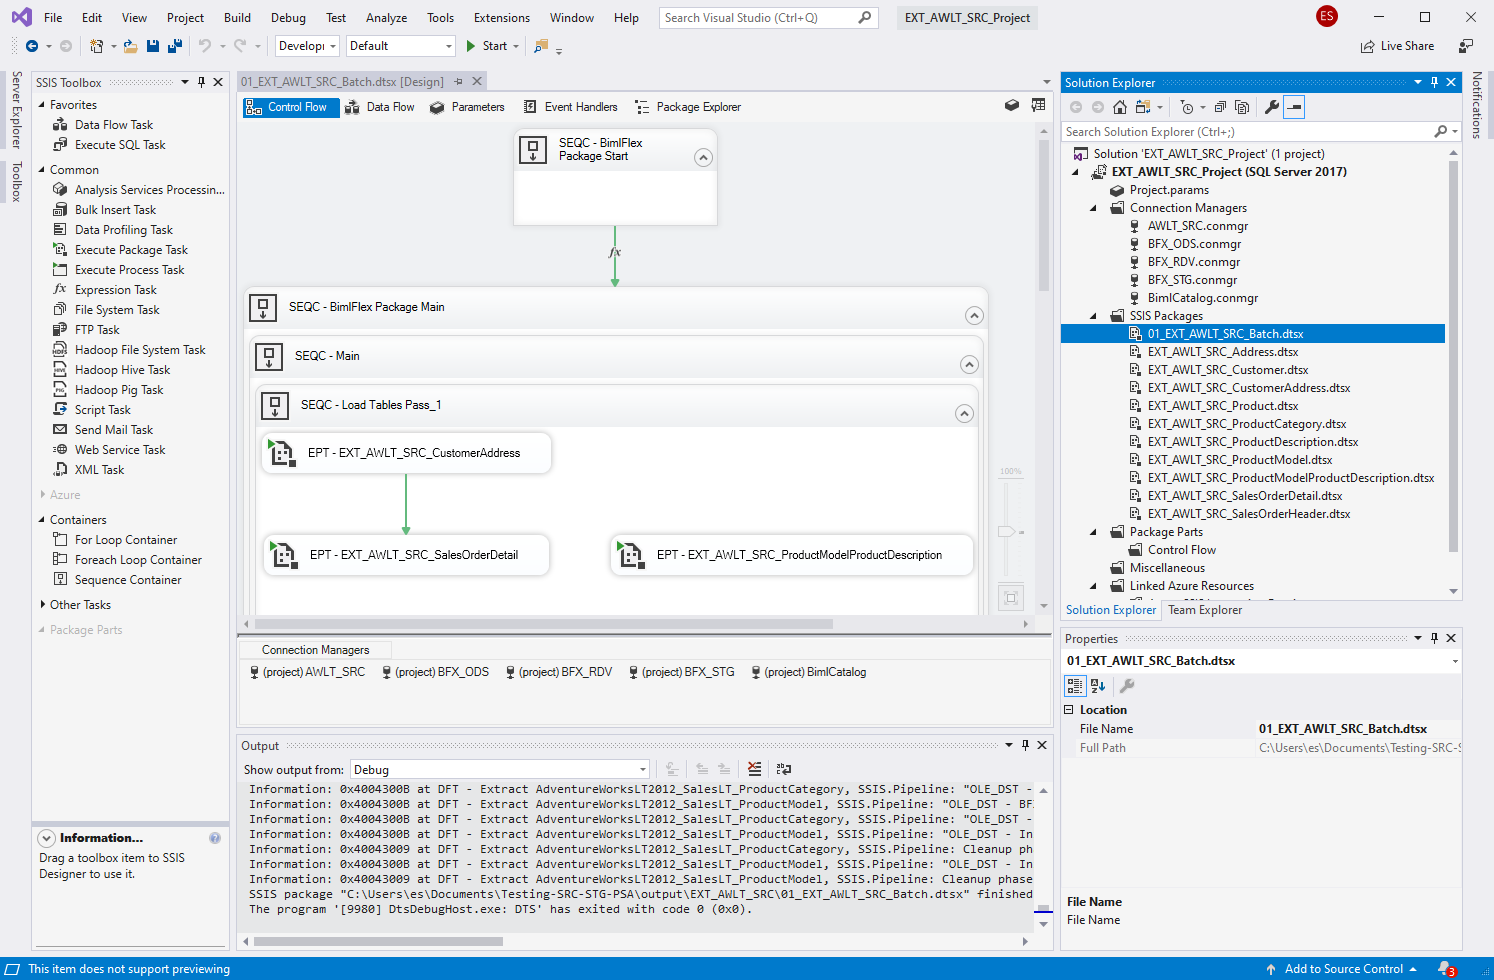 File Edit View Project Build Debug Test Analyze Tools Extensions Window Help Search Visual Studio (Ctrl+Q) EXT_AWLT_SRC_Project ES
Develop Default Start Live Share
Server Explorer
Toolbox
SSIS Toolbox
Favorites
Data Flow Task
Execute SQL Task
Common
Analysis Services Processin...
Bulk Insert Task
Data Profiling Task
Execute Package Task
Execute Process Task
fx Expression Task
File System Task
FTP Task
Hadoop File System Task
Hadoop Hive Task
Hadoop Pig Task
Script Task
Send Mail Task
Web Service Task
XML Task
Azure
Containers
For Loop Container
Foreach Loop Container
Sequence Container
Other Tasks
Package Parts
Information...
Drag a toolbox item to SSIS
Designer to use it.
01_EXT_AWLT_SRC_Batch.dtsx [Design]
Control Flow Data Flow Parameters Event Handlers Package Explorer
SEQC - BimlFlex
Package Start
fx
SEQC - BimlFlex Package Main
SEQC - Main
SEQC - Load Tables Pass_1
EPT - EXT_AWLT_SRC_CustomerAddress
100%
EPT - EXT_AWLT_SRC_SalesOrderDetail EPT - EXT_AWLT_SRC_ProductModelProductDescription
Connection Managers
(project) AWLT_SRC (project) BFX_ODS (project) BFX_RDV (project) BFX_STG (project) BimlCatalog
Output
Show output from: Debug
Information: 0x4004300B at DFT - Extract AdventureWorksLT2012_SalesLT_ProductCategory, SSIS.Pipeline: "OLE_DST -
Information: 0x4004300B at DFT - Extract AdventureWorksLT2012_SalesLT_ProductModel, SSIS.Pipeline: "OLE_DST - BF
Information: 0x4004300B at DFT - Extract AdventureWorksLT2012_SalesLT_ProductCategory, SSIS.Pipeline: "OLE_DST -
Information: 0x4004300B at DFT - Extract AdventureWorksLT2012_SalesLT_ProductModel, SSIS.Pipeline: "OLE_DST - In
Information: 0x40043009 at DFT - Extract AdventureWorksLT2012_SalesLT_ProductCategory, SSIS.Pipeline: Cleanup ph
Information: 0x4004300B at DFT - Extract AdventureWorksLT2012_SalesLT_ProductModel, SSIS.Pipeline: "OLE_DST - In
Information: 0x40043009 at DFT - Extract AdventureWorksLT2012_SalesLT_ProductModel, SSIS.Pipeline: Cleanup phase
SSIS package "C:\Users\es\Documents\Testing-SRC-STG-PSA\output\EXT_AWLT_SRC\01_EXT_AWLT_SRC_Batch.dtsx" finished
The program '[9980] DtsDebugHost.exe: DTS' has exited with code 0 (0x0).
Solution Explorer
Search Solution Explorer (Ctrl+;)
Solution 'EXT_AWLT_SRC_Project' (1 project)
EXT_AWLT_SRC_Project (SQL Server 2017)
Project.params
Connection Managers
AWLT_SRC.conmgr
BFX_ODS.conmgr
BFX_RDV.conmgr
BFX_STG.conmgr
BimlCatalog.conmgr
SSIS Packages
01_EXT_AWLT_SRC_Batch.dtsx
EXT_AWLT_SRC_Address.dtsx
EXT_AWLT_SRC_Customer.dtsx
EXT_AWLT_SRC_CustomerAddress.dtsx
EXT_AWLT_SRC_Product.dtsx
EXT_AWLT_SRC_ProductCategory.dtsx
EXT_AWLT_SRC_ProductDescription.dtsx
EXT_AWLT_SRC_ProductModel.dtsx
EXT_AWLT_SRC_ProductModelProductDescription.dtsx
EXT_AWLT_SRC_SalesOrderDetail.dtsx
EXT_AWLT_SRC_SalesOrderHeader.dtsx
Package Parts
Control Flow
Miscellaneous
Linked Azure Resources
Solution Explorer Team Explorer
Properties
01_EXT_AWLT_SRC_Batch.dtsx
Location
File Name 01_EXT_AWLT_SRC_Batch.dtsx
Full Path C:\Users\es\Documents\Testing-SRC-S
File Name
File Name
Notifications
This item does not support previewing Add to Source Control 3